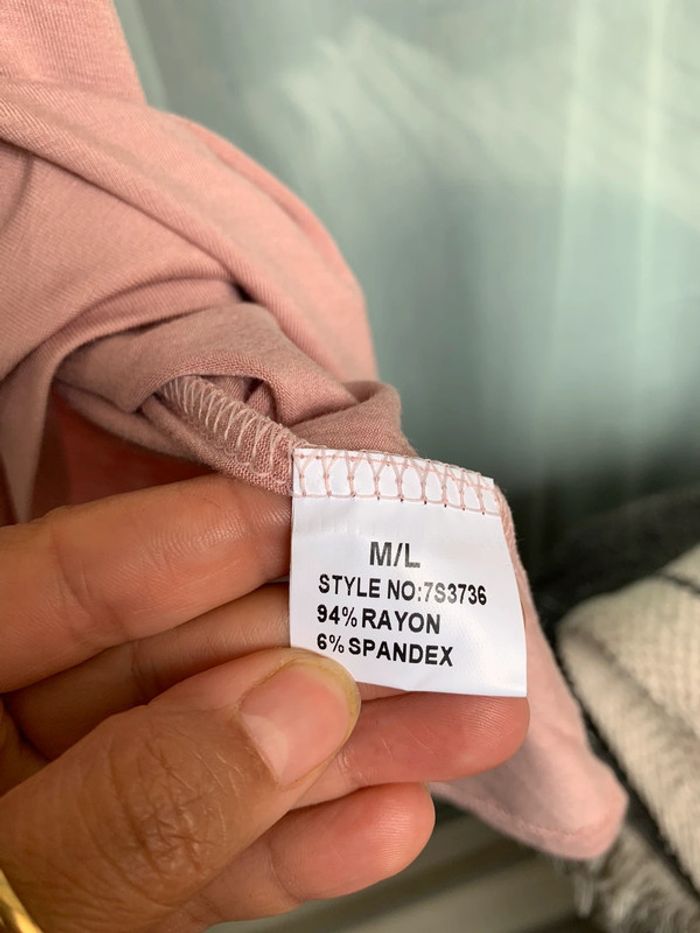 M/L
STYLE NO:7S3736
94% RAYON
6% SPANDEX